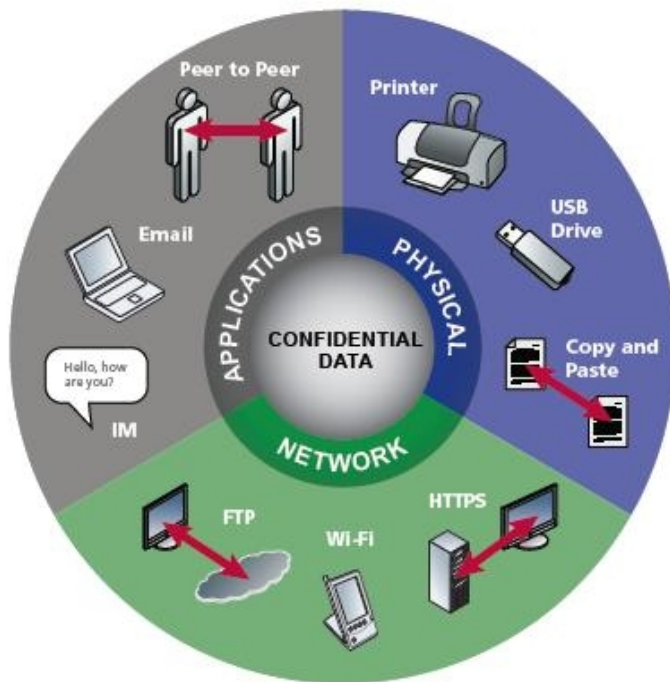 Peer to Peer
Printer
Email
USB
Drive
APPLICATIONS
PHYSICAL
CONFIDENTIAL
DATA
Copy and
Paste
Hello, how
are you?
IM
NETWORK
FTP
Wi-Fi
HTTPS